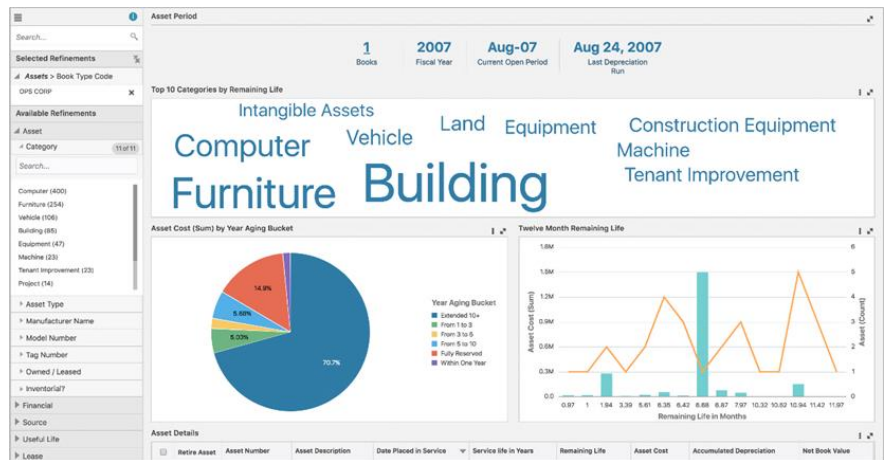 Search...
Selected Refinements
Assets > Book Type Code
OPS CORP
Available Refinements
Asset
Category 11 of 11
Search...
Computer (400)
Furniture (254)
Vehicle (106)
Building (85)
Equipment (47)
Machine (23)
Tenant Improvement (23)
Project (14)
Asset Type
Manufacturer Name
Model Number
Tag Number
Owned / Leased
Inventorial?
Financial
Source
Useful Life
Lease
Asset Period
1 2007 Aug-07 Aug 24, 2007
Books Fiscal Year Current Open Period Last Depreciation
Run
Top 10 Categories by Remaining Life
Intangible Assets
Computer
Vehicle
Land
Equipment
Construction Equipment
Machine
Furniture
Building
Tenant Improvement
Asset Cost (Sum) by Year Aging Bucket
14.9%
5.68%
5.03%
70.7%
Year Aging Bucket
Extended 10+
From 1 to 3
From 3 to 5
From 5 to 10
Fully Reserved
Within One Year
Twelve Month Remaining Life
Asset Cost (Sum)
1.8M
1.5M
1.2M
0.9M
0.6M
0.3M
0.0
6
5
4
3
2
1
0
Asset (Count)
0.97 1 1.94 3.39 5.61 6.35 6.42 6.68 6.87 7.97 10.32 10.82 10.94 11.42 11.97
Remaining Life in Months
Asset Details
Retire Asset Asset Number Asset Description Date Placed in Service Service life in Years Remaining Life Asset Cost Accumulated Depreciation Net Book Value